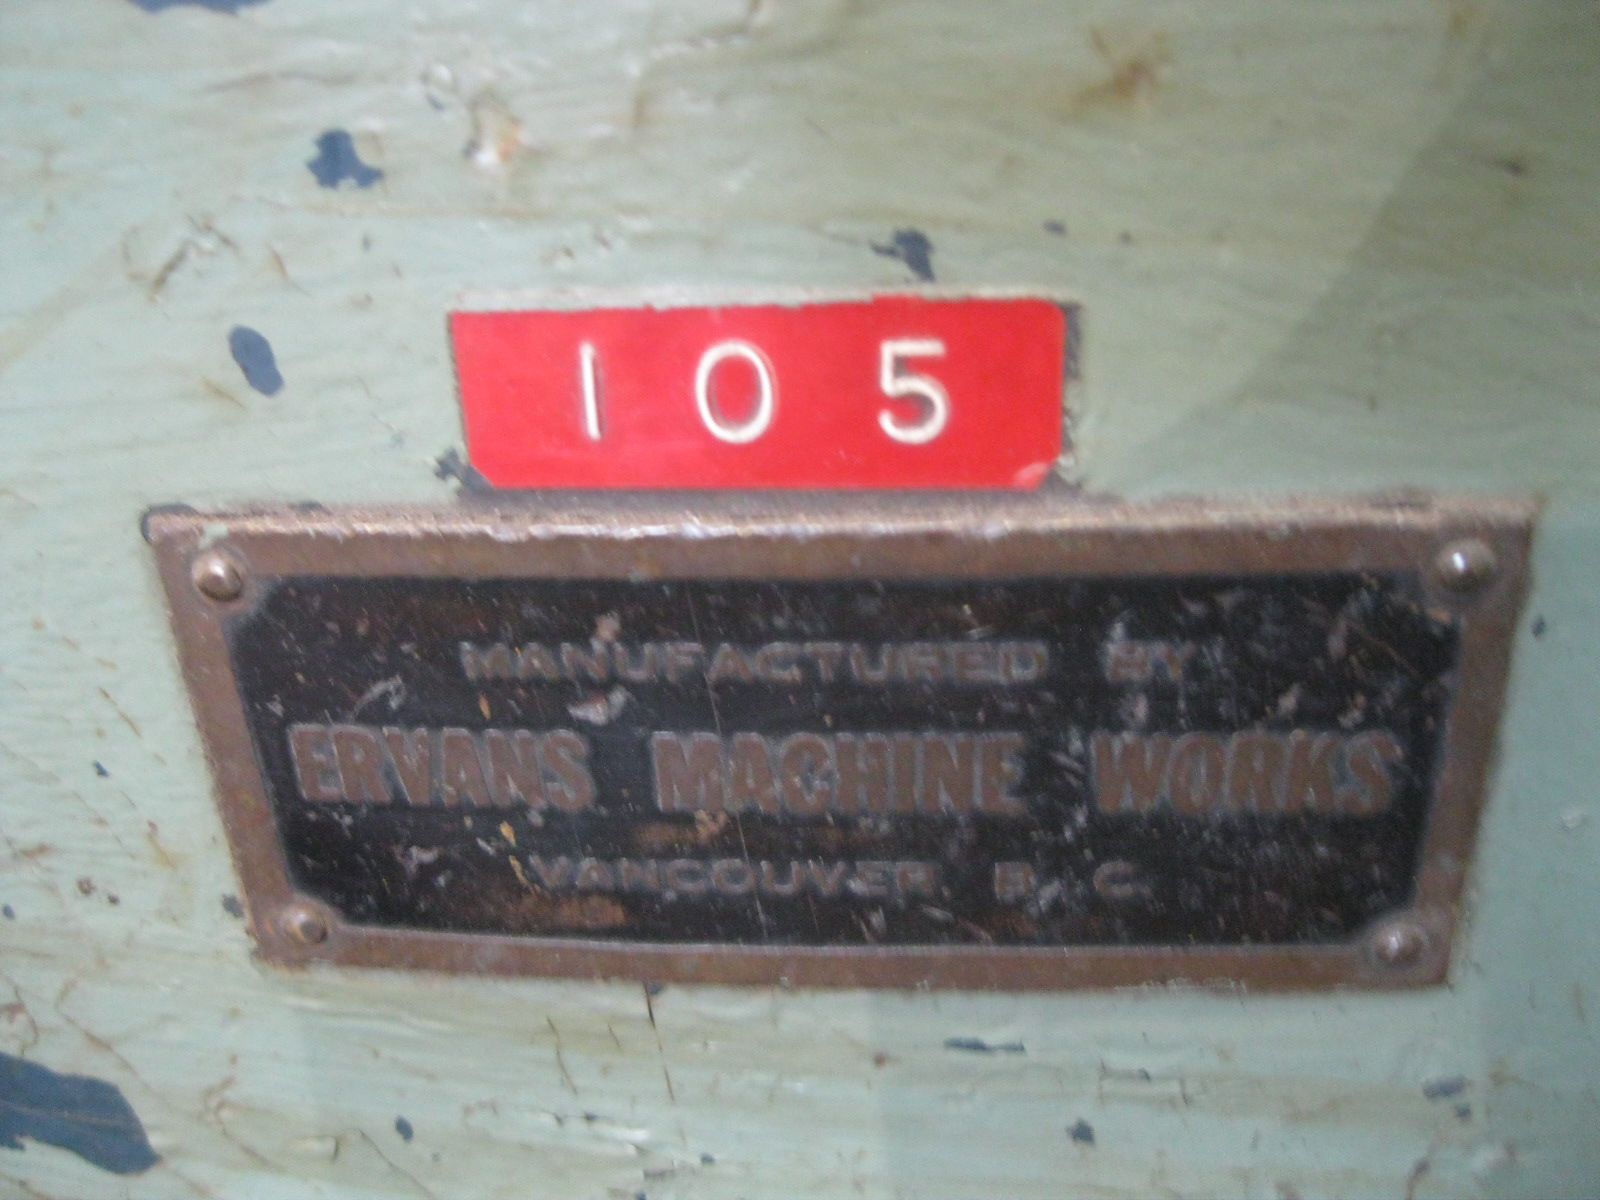 105
MANUFACTURED BY
ERVANS MACHINE WORKS
VANCOUVER B. C.